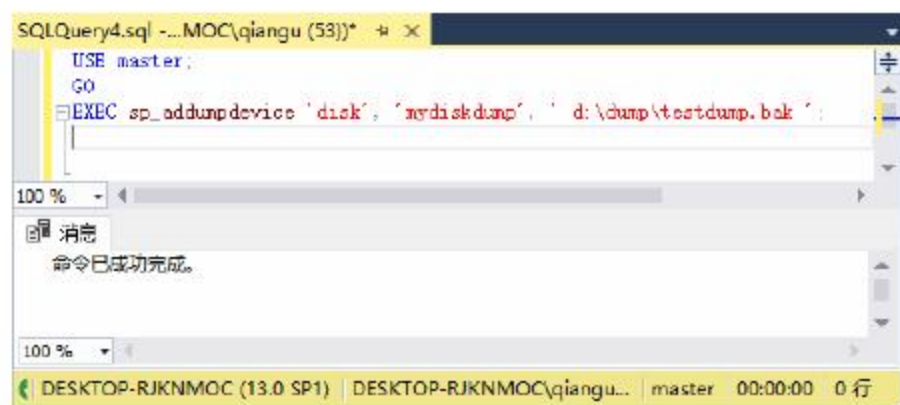 SQLQuery4.sql -...MOC\qiangu (53))*
USE master;
GO
EXEC sp_addumpdevice 'disk', 'mydiskdump', ' d:\dump\testdump.bak ';
100 %
消息
命令已成功完成。
100 %
DESKTOP-RJKNMOC (13.0 SP1) DESKTOP-RJKNMOC\qiangu... master 00:00:00 0 行